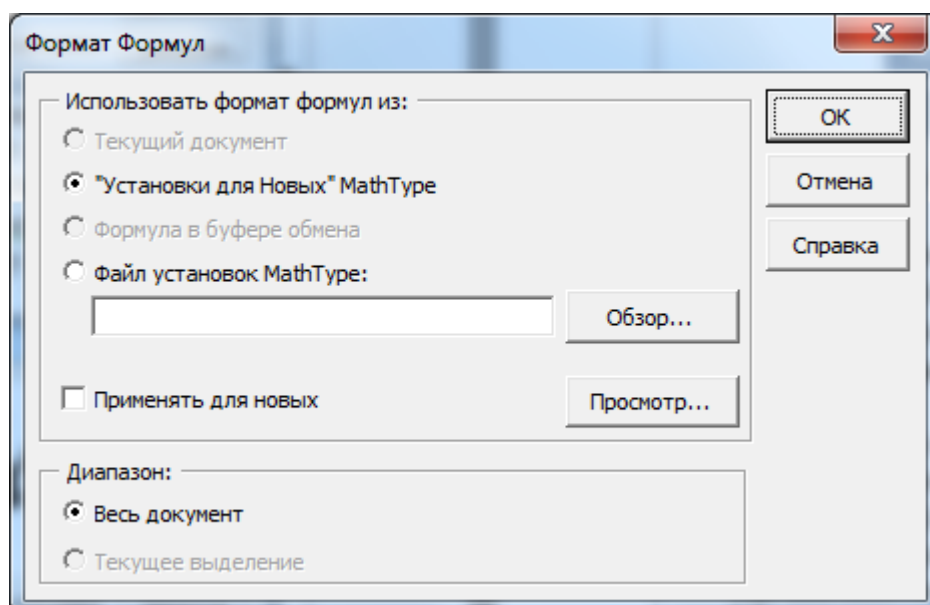 Формат Формул
Использовать формат формул из:
Текущий документ
"Установки для Новых" MathType
Формула в буфере обмена
Файл установок MathType:
Обзор...
Применять для новых
Просмотр...
Диапазон:
Весь документ
Текущее выделение
ОК
Отмена
Справка